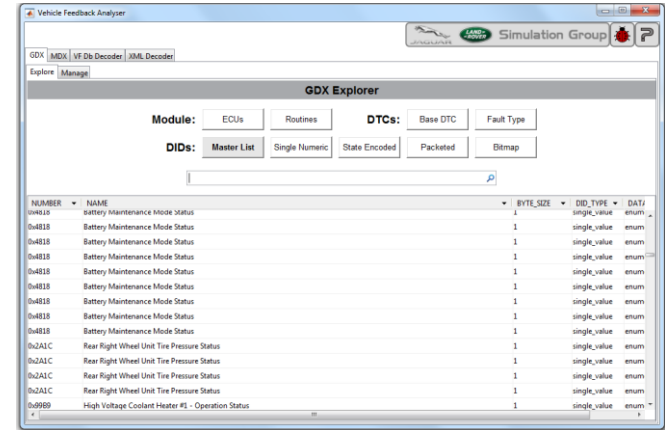 Vehicle Feedback Analyser
JAGUAR
LAND-
ROVER
Simulation Group
?
GDX MDX VF Db Decoder XML Decoder
Explore Manage
GDX Explorer
Module: ECUs Routines DTCs: Base DTC Fault Type
DIDs: Master List Single Numeric State Encoded Packeted Bitmap
NUMBER NAME BYTE_SIZE DID_TYPE DATA
0x4818 Battery Maintenance Mode Status 1 single_value enum
0x4818 Battery Maintenance Mode Status 1 single_value enum
0x4818 Battery Maintenance Mode Status 1 single_value enum
0x4818 Battery Maintenance Mode Status 1 single_value enum
0x4818 Battery Maintenance Mode Status 1 single_value enum
0x4818 Battery Maintenance Mode Status 1 single_value enum
0x4818 Battery Maintenance Mode Status 1 single_value enum
0x4818 Battery Maintenance Mode Status 1 single_value enum
0x4818 Battery Maintenance Mode Status 1 single_value enum
0x2A1C Rear Right Wheel Unit Tire Pressure Status 1 single_value enum
0x2A1C Rear Right Wheel Unit Tire Pressure Status 1 single_value enum
0x2A1C Rear Right Wheel Unit Tire Pressure Status 1 single_value enum
0x2A1C Rear Right Wheel Unit Tire Pressure Status 1 single_value enum
0x99B9 High Voltage Coolant Heater #1 - Operation Status 1 single_value enum